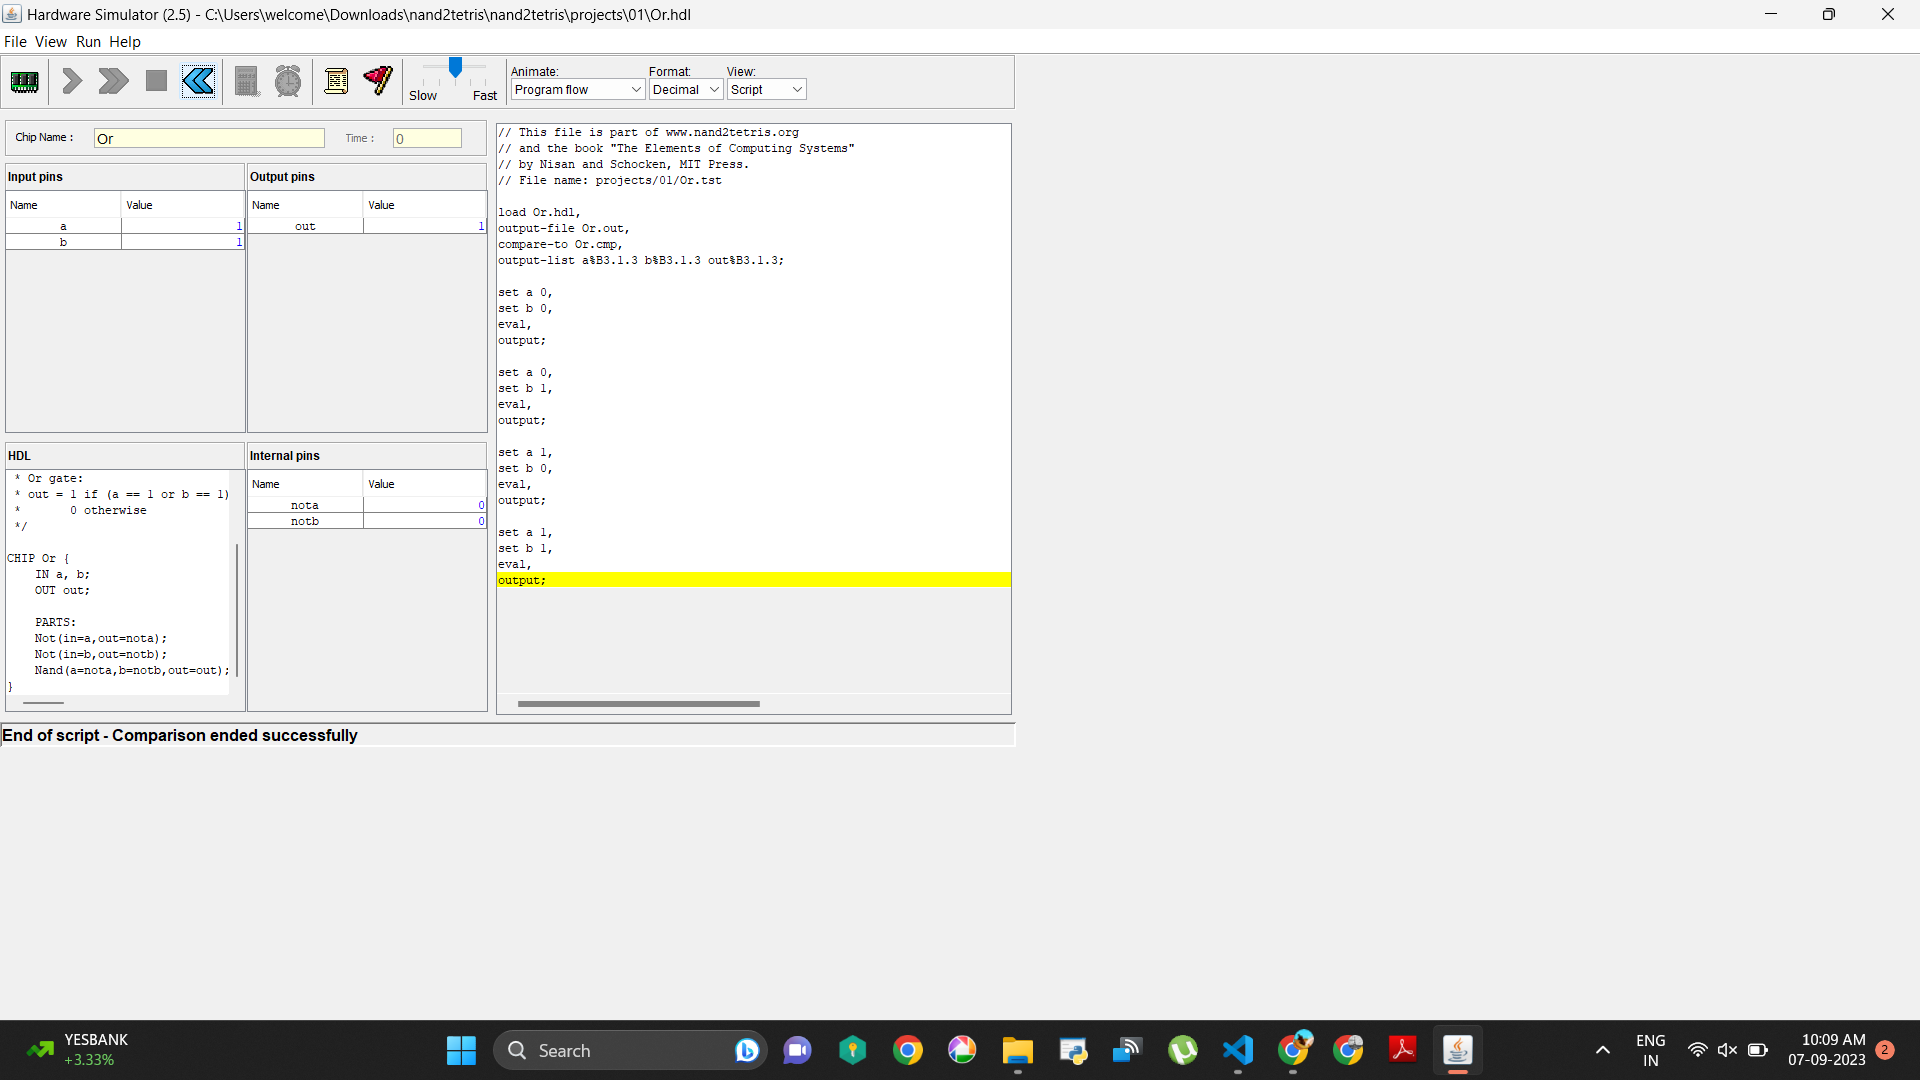 Hardware Simulator (2.5) - C:\Users\welcome\Downloads\nand2tetris\nand2tetris\projects\01\Or.hdl
File View Run Help
Slow Fast
Animate:
Program flow
Format:
Decimal
View:
Script
Chip Name : Or Time : 0
Input pins
Name Value
a 1
b 1
Output pins
Name Value
out 1
HDL
* Or gate:
* out = 1 if (a == 1 or b == 1)
* 0 otherwise
*/
CHIP Or {
IN a, b;
OUT out;
PARTS:
Not(in=a,out=nota);
Not(in=b,out=notb);
Nand(a=nota,b=notb,out=out);
}
Internal pins
Name Value
nota 0
notb 0
// This file is part of www.nand2tetris.org
// and the book "The Elements of Computing Systems"
// by Nisan and Schocken, MIT Press.
// File name: projects/01/Or.tst
load Or.hdl,
output-file Or.out,
compare-to Or.cmp,
output-list a%B3.1.3 b%B3.1.3 out%B3.1.3;
set a 0,
set b 0,
eval,
output;
set a 0,
set b 1,
eval,
output;
set a 1,
set b 0,
eval,
output;
set a 1,
set b 1,
eval,
output;
End of script - Comparison ended successfully
YESBANK
+3.33%
Search
ENG
IN
10:09 AM
07-09-2023
2